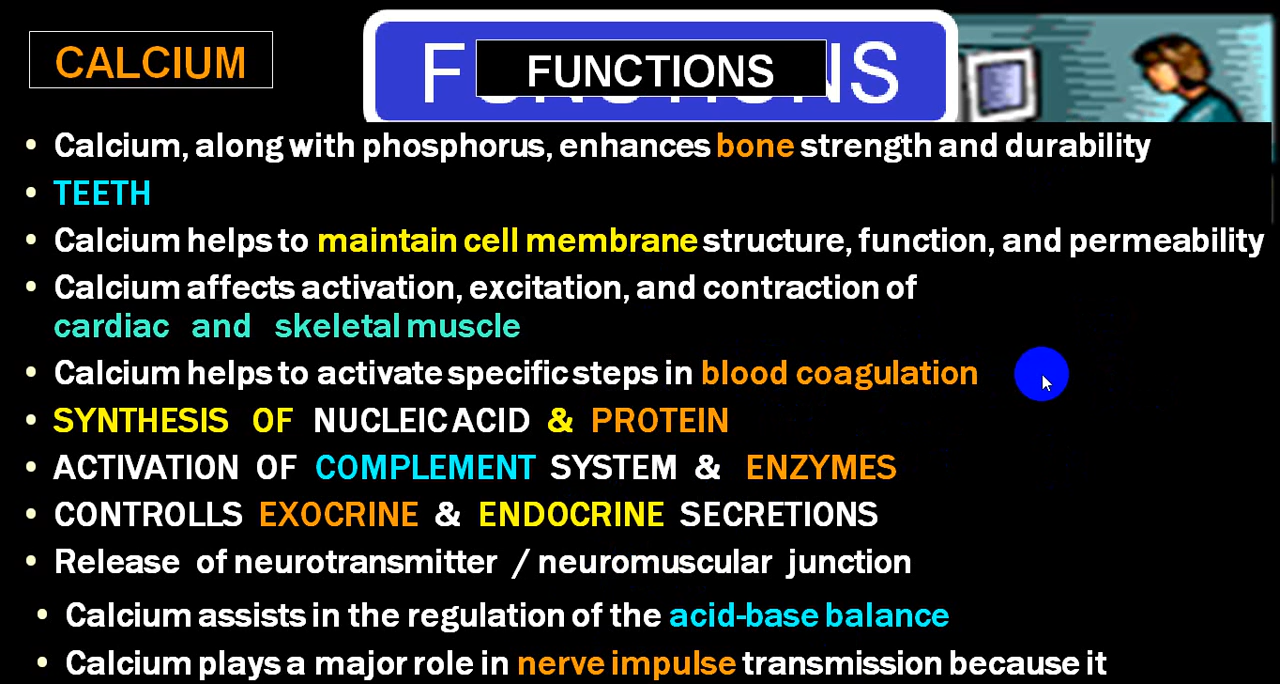 CALCIUM
FUNCTIONS
F NS
• Calcium, along with phosphorus, enhances bone strength and durability
• TEETH
• Calcium helps to maintain cell membrane structure, function, and permeability
• Calcium affects activation, excitation, and contraction of
cardiac and skeletal muscle
• Calcium helps to activate specific steps in blood coagulation
• SYNTHESIS OF NUCLEIC ACID & PROTEIN
• ACTIVATION OF COMPLEMENT SYSTEM & ENZYMES
• CONTROLLS EXOCRINE & ENDOCRINE SECRETIONS
• Release of neurotransmitter / neuromuscular junction
• Calcium assists in the regulation of the acid-base balance
• Calcium plays a major role in nerve impulse transmission because it